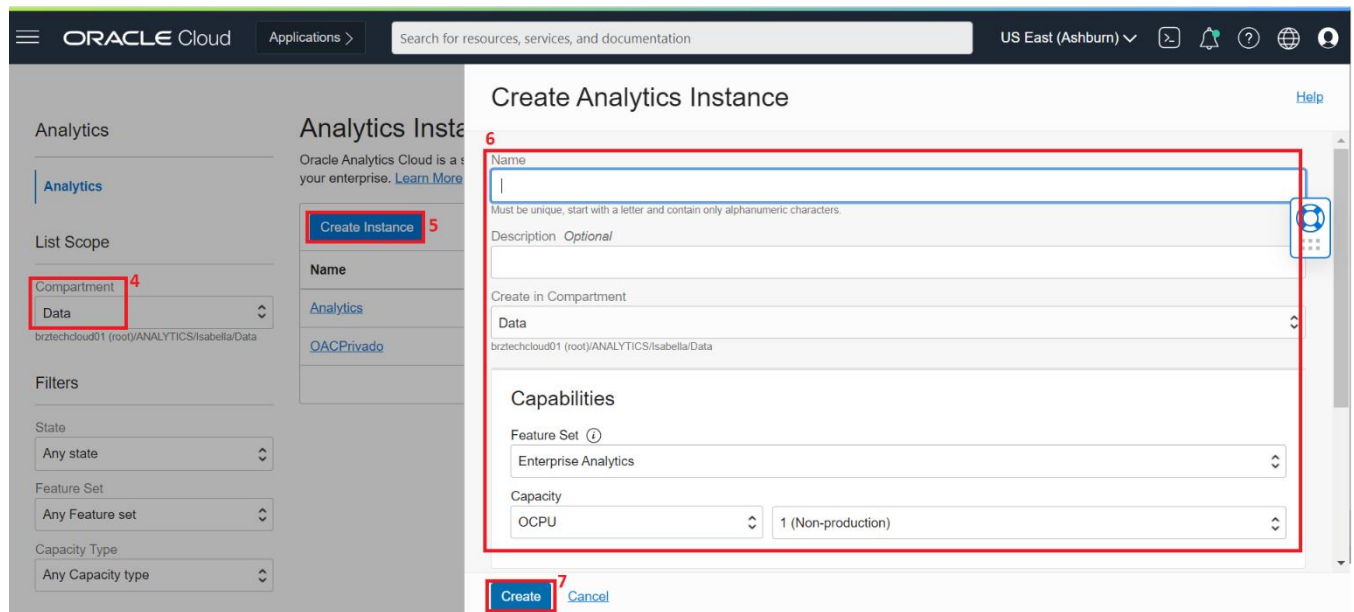 ORACLE Cloud
Applications >
Search for resources, services, and documentation
US East (Ashburn)
Analytics
Analytics
List Scope
Compartment
4
Data
brztechcloud01 (root)/ANALYTICS/Isabella/Data
Filters
State
Any state
Feature Set
Any Feature set
Capacity Type
Any Capacity type
Analytics Insta
Oracle Analytics Cloud is a s
your enterprise. Learn More
Create Instance
5
Name
Analytics
OACPrivado
Create Analytics Instance
Help
6
Name
Must be unique, start with a letter and contain only alphanumeric characters.
Description Optional
Create in Compartment
Data
brztechcloud01 (root)/ANALYTICS/Isabella/Data
Capabilities
Feature Set
Enterprise Analytics
Capacity
OCPU
1 (Non-production)
7
Create
Cancel